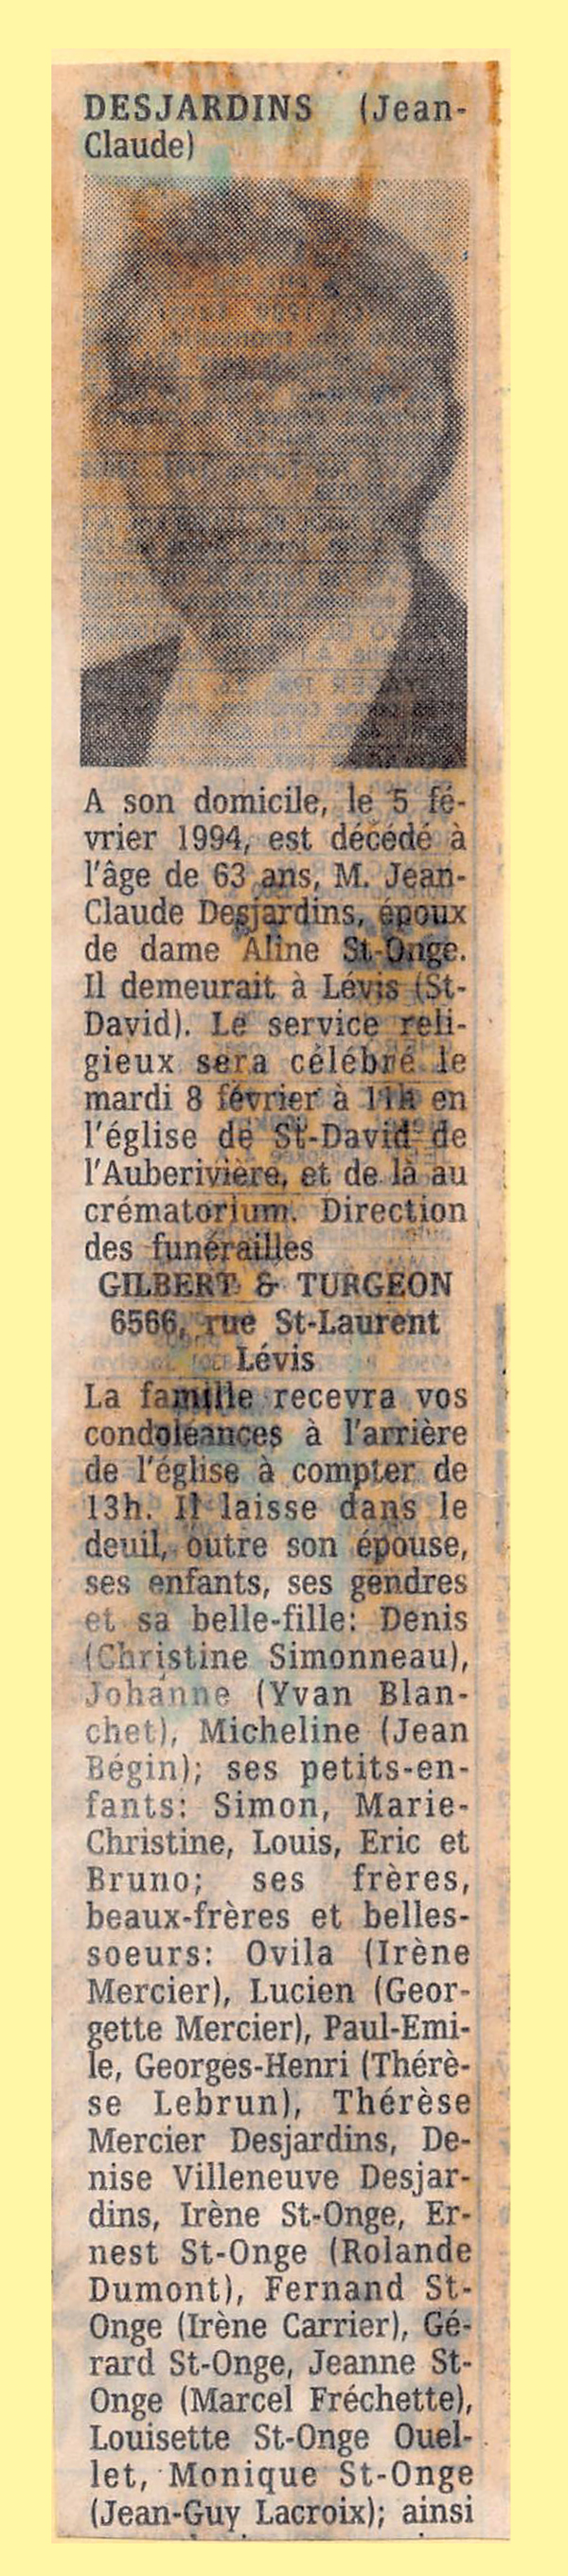 DESJARDINS (Jean-
Claude)
A son domicile, le 5 fé-
vrier 1994, est décédé à
l'âge de 63 ans, M. Jean-
Claude Desjardins, époux
de dame Aline St-Onge.
Il demeurait à Lévis (St-
David). Le service reli-
gieux sera célébré le
mardi 8 février à 11h en
l'église de St-David de
l'Auberivière, et de là au
crématorium. Direction
des funérailles
GILBERT & TURGEON
6566, rue St-Laurent
Lévis
La famille recevra vos
condoléances à l'arrière
de l'église à compter de
13h. Il laisse dans le
deuil, outre son épouse,
ses enfants, ses gendres
et sa belle-fille: Denis
(Christine Simonneau),
Johanne (Yvan Blan-
chet), Micheline (Jean
Bégin); ses petits-en-
fants: Simon, Marie-
Christine, Louis, Eric et
Bruno; ses frères,
beaux-frères et belles-
soeurs: Ovila (Irène
Mercier), Lucien (Geor-
gette Mercier), Paul-Emi-
le, Georges-Henri (Thérè-
se Lebrun), Thérèse
Mercier Desjardins, De-
nise Villeneuve Desjar-
dins, Irène St-Onge, Er-
nest St-Onge (Rolande
Dumont), Fernand St-
Onge (Irène Carrier), Gé-
rard St-Onge, Jeanne St-
Onge (Marcel Fréchette),
Louisette St-Onge Ouel-
let, Monique St-Onge
(Jean-Guy Lacroix); ainsi